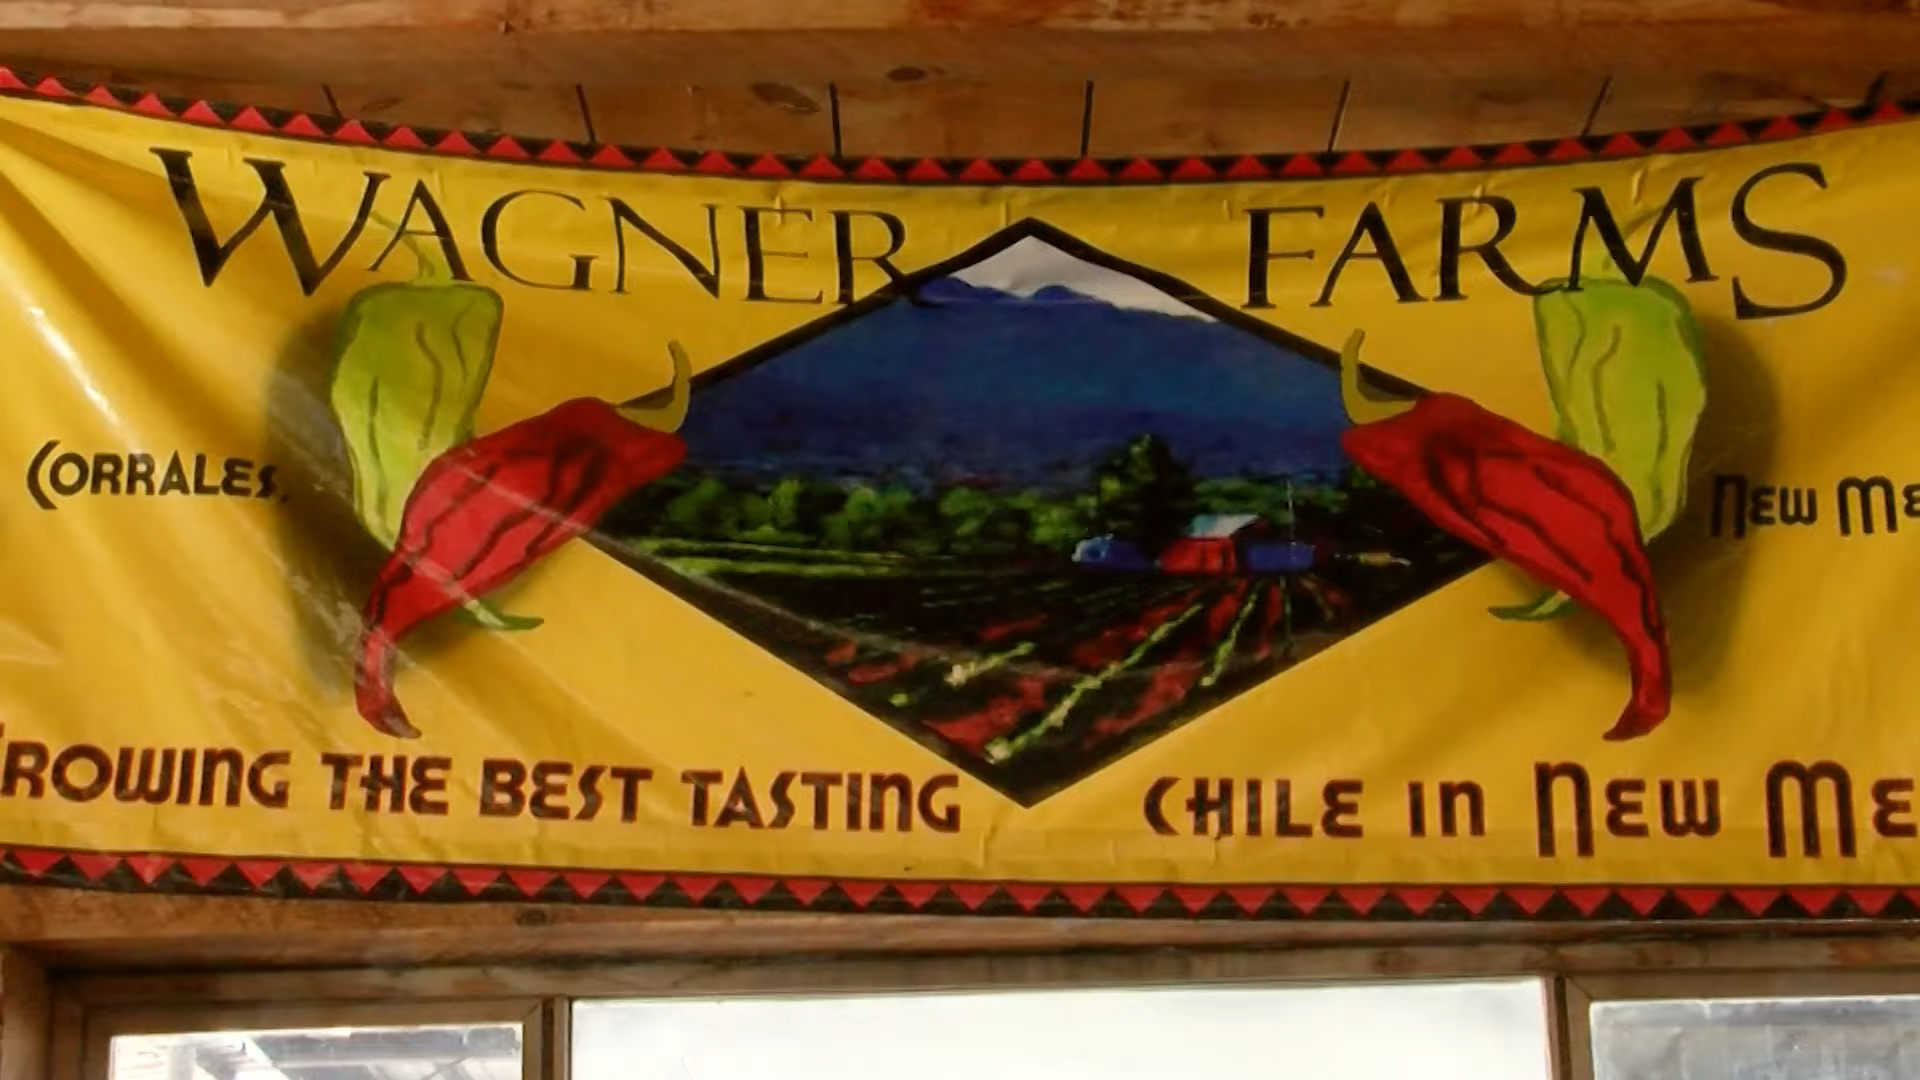 WAGNER FARMS
CORRALES, NEW ME
ROWING THE BEST TASTING CHILE IN NEW ME